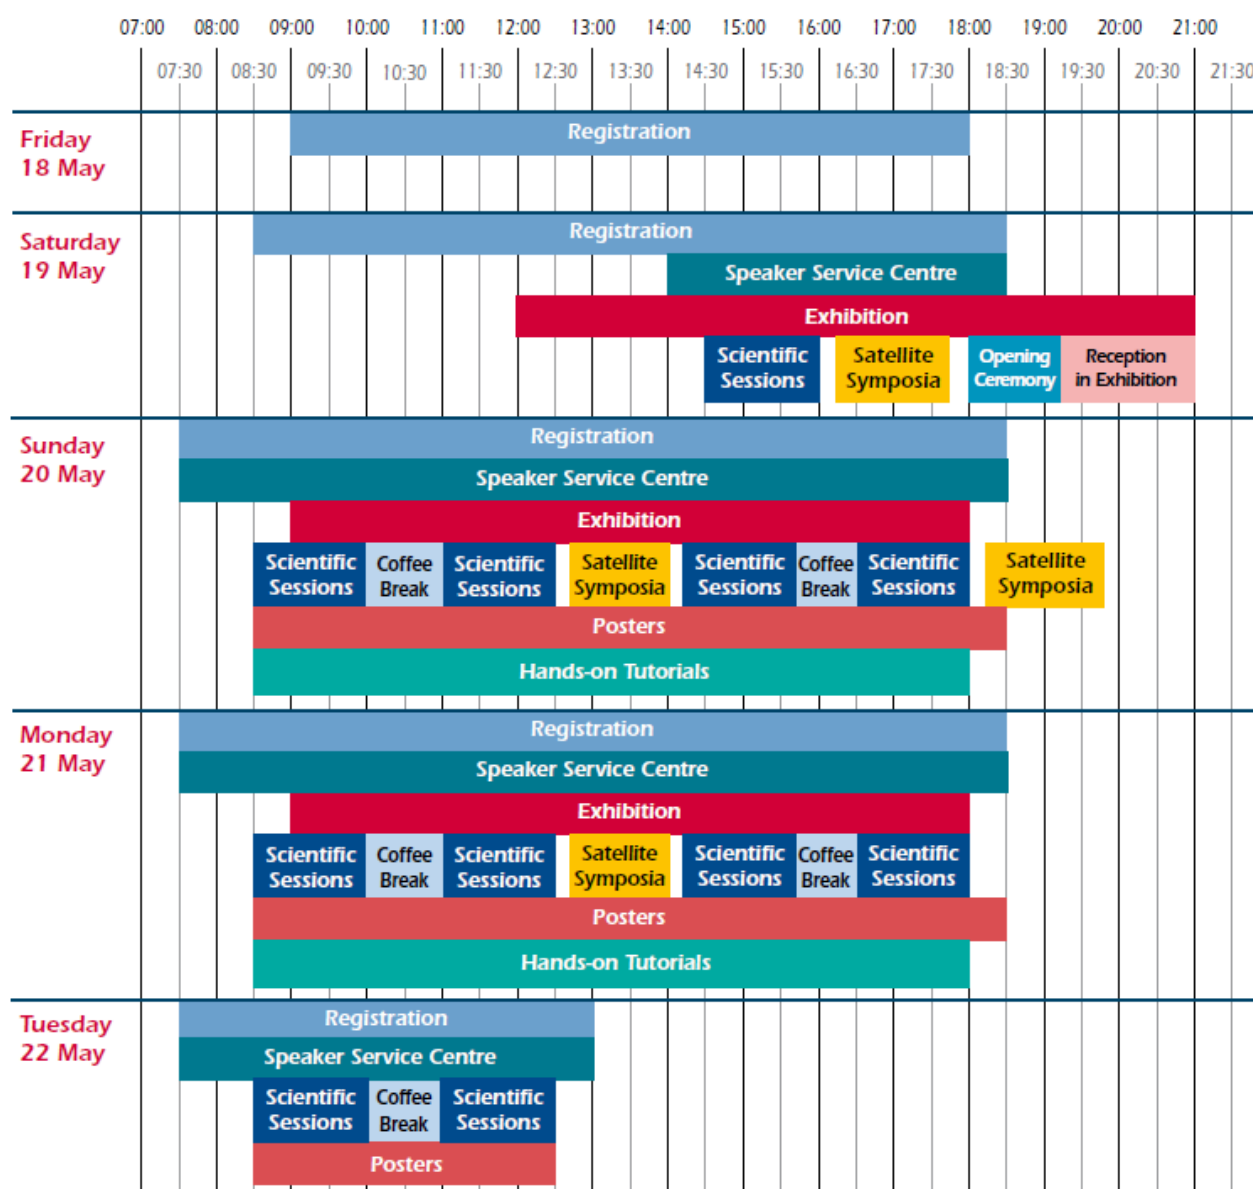 07:00 08:00 09:00 10:00 11:00 12:00 13:00 14:00 15:00 16:00 17:00 18:00 19:00 20:00 21:00
07:30 08:30 09:30 10:30 11:30 12:30 13:30 14:30 15:30 16:30 17:30 18:30 19:30 20:30 21:30
Friday
18 May
Registration
Saturday
19 May
Registration
Speaker Service Centre
Exhibition
Scientific
Sessions
Satellite
Symposia
Opening
Ceremony
Reception
in Exhibition
Sunday
20 May
Registration
Speaker Service Centre
Exhibition
Scientific
Sessions
Coffee
Break
Scientific
Sessions
Satellite
Symposia
Scientific
Sessions
Coffee
Break
Scientific
Sessions
Satellite
Symposia
Posters
Hands-on Tutorials
Monday
21 May
Registration
Speaker Service Centre
Exhibition
Scientific
Sessions
Coffee
Break
Scientific
Sessions
Satellite
Symposia
Scientific
Sessions
Coffee
Break
Scientific
Sessions
Posters
Hands-on Tutorials
Tuesday
22 May
Registration
Speaker Service Centre
Scientific
Sessions
Coffee
Break
Scientific
Sessions
Posters